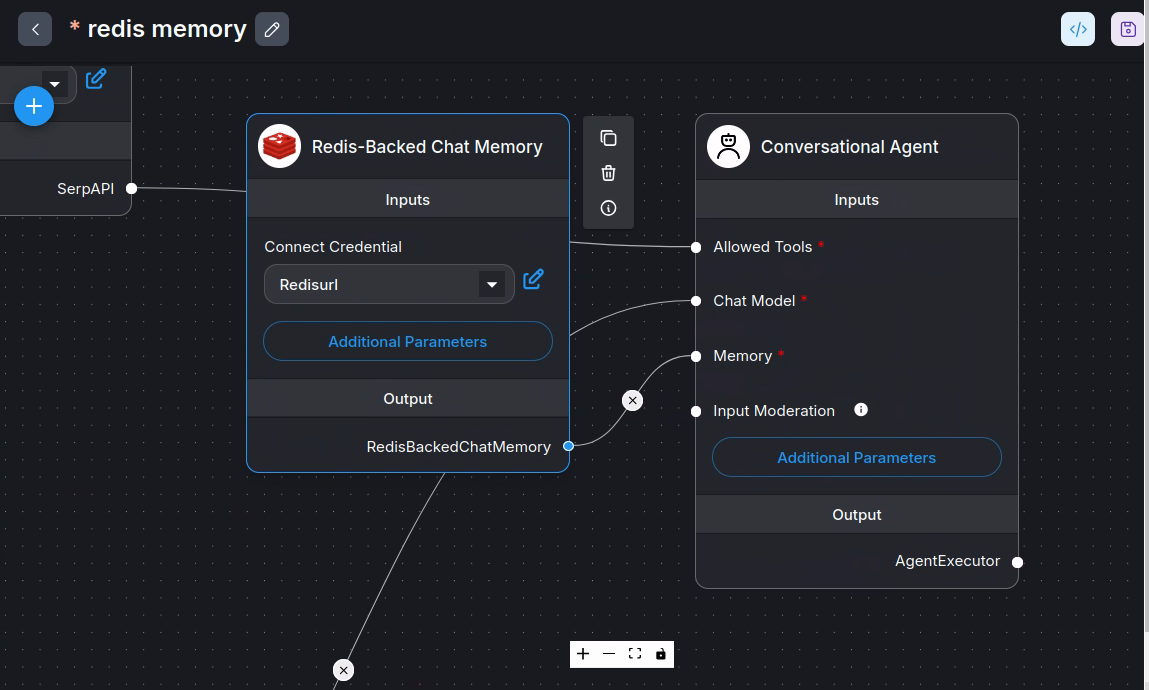 * redis memory
SerpAPI
Redis-Backed Chat Memory
Inputs
Connect Credential
Redisurl
Additional Parameters
Output
RedisBackedChatMemory
Conversational Agent
Inputs
Allowed Tools *
Chat Model *
Memory *
Input Moderation
Additional Parameters
Output
AgentExecutor